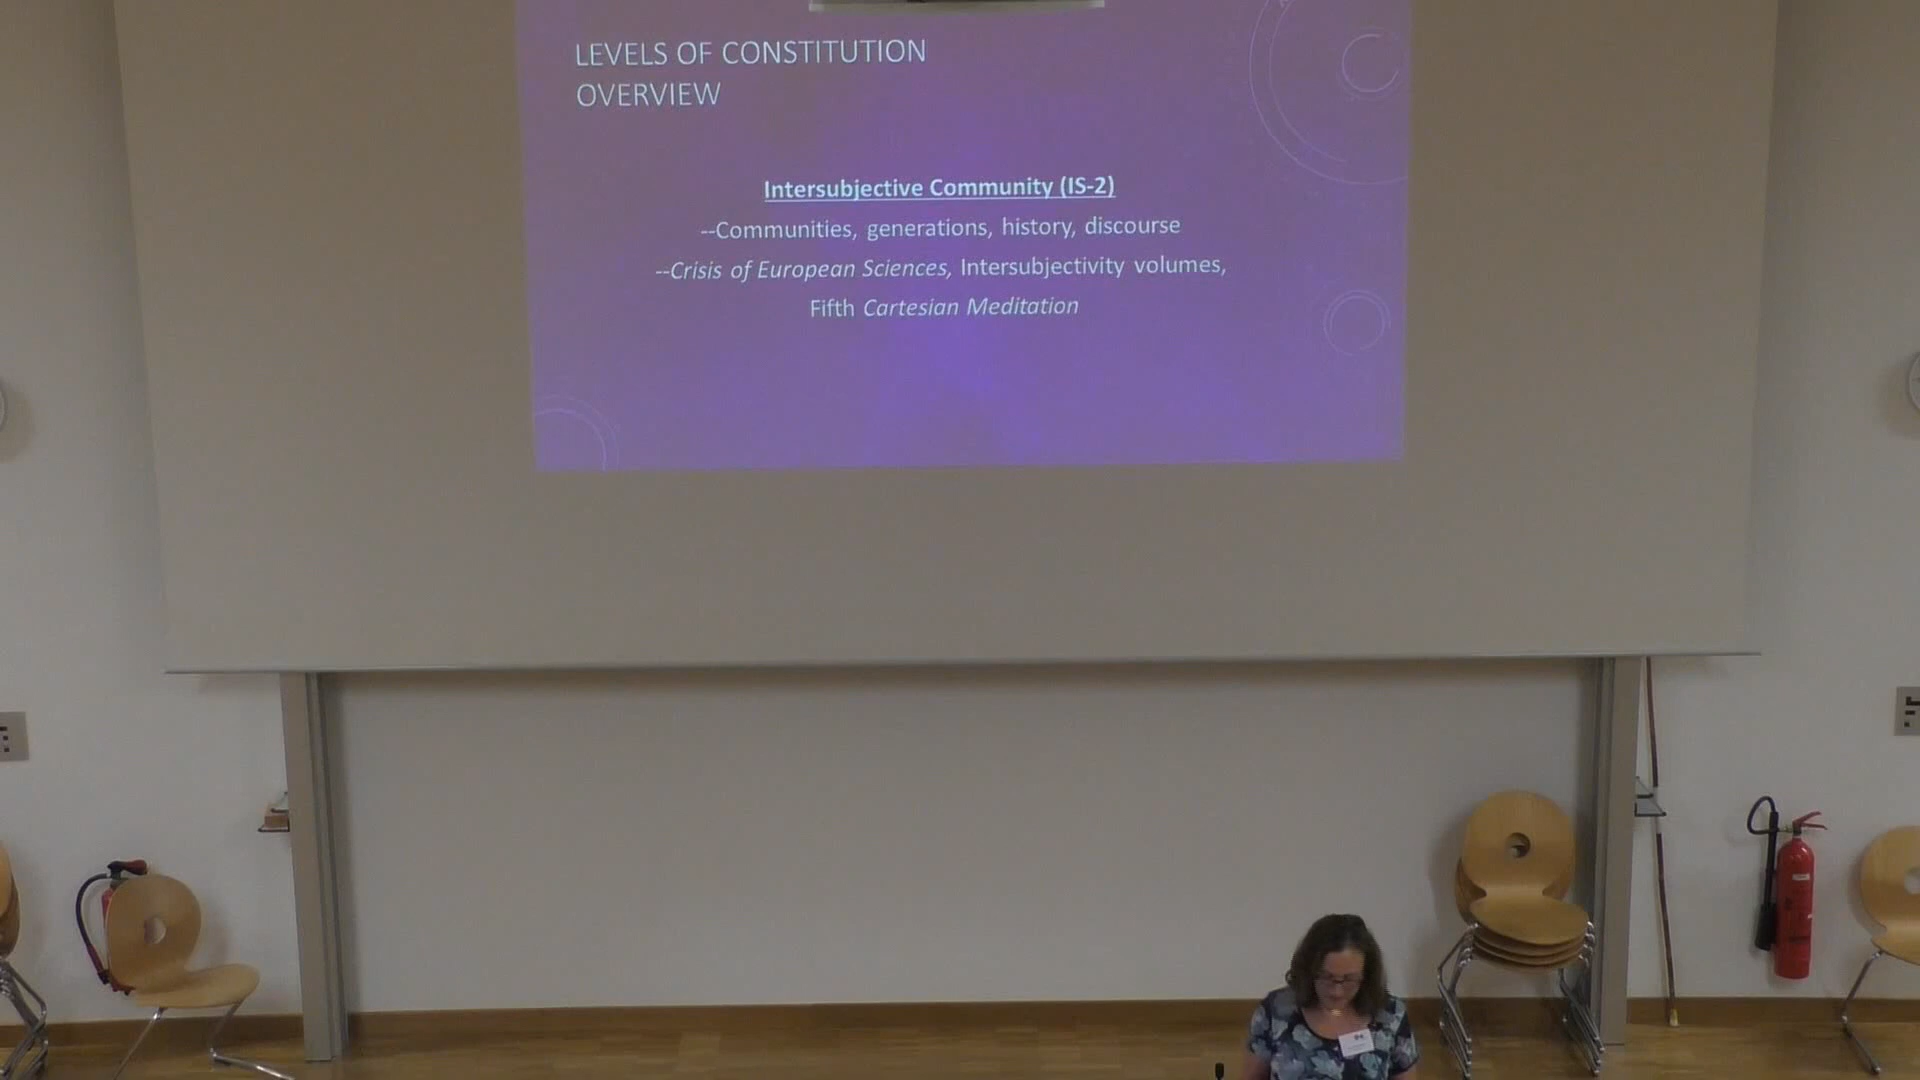 LEVELS OF CONSTITUTION
OVERVIEW
Intersubjective Community (IS-2)
--Communities, generations, history, discourse
--Crisis of European Sciences, Intersubjectivity volumes,
Fifth Cartesian Meditation